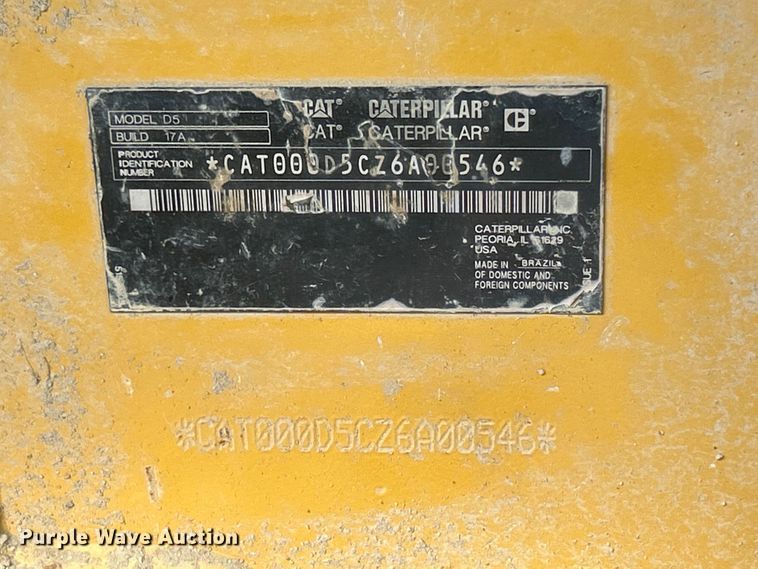 CAT® CATERPILLAR®
MODEL D5
CAT® CATERPILLAR®
BUILD 17A
PRODUCT
IDENTIFICATION
NUMBER
*CAT000D5CZ6A00546*
CATERPILLAR INC.
PEORIA, IL 61629
USA
MADE IN BRAZIL
OF DOMESTIC AND
FOREIGN COMPONENTS
*CAT000D5CZ6A00546*
Purple Wave Auction